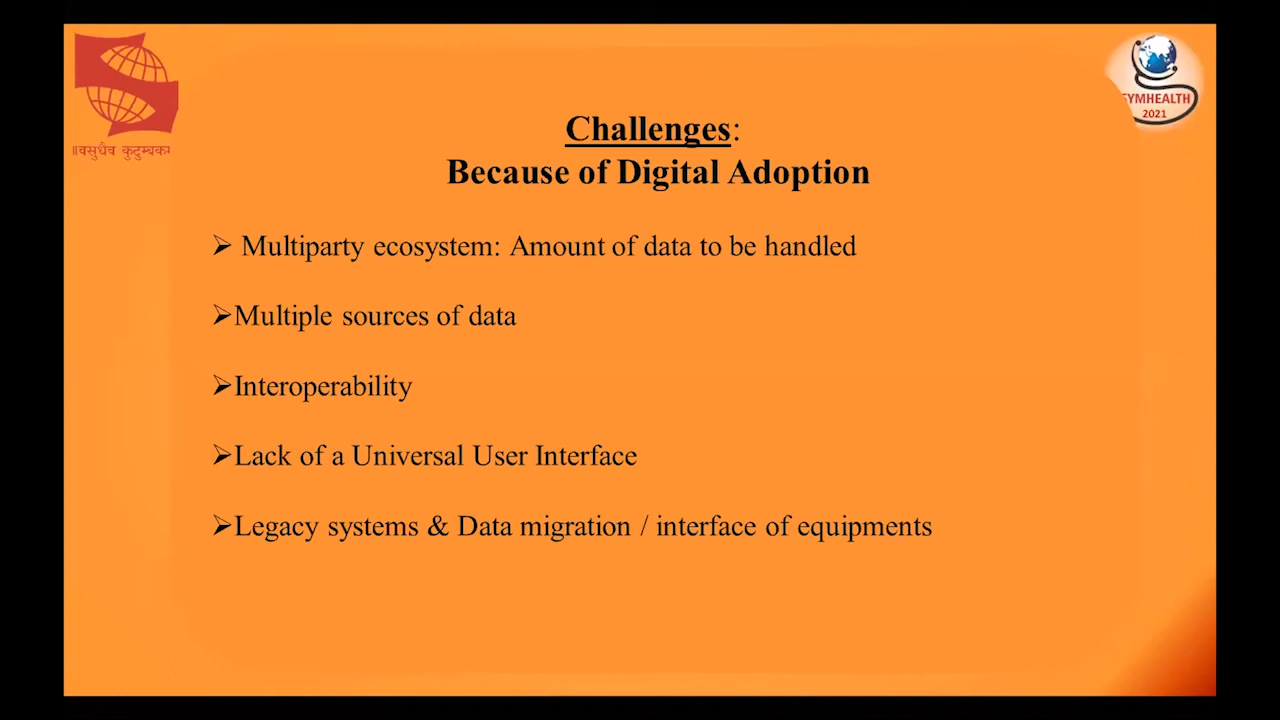 ॥वसुधैव कुटुम्बकम
SYMHEALTH
2021
Challenges:
Because of Digital Adoption
➢ Multiparty ecosystem: Amount of data to be handled
➢Multiple sources of data
➢Interoperability
➢Lack of a Universal User Interface
➢Legacy systems & Data migration / interface of equipments